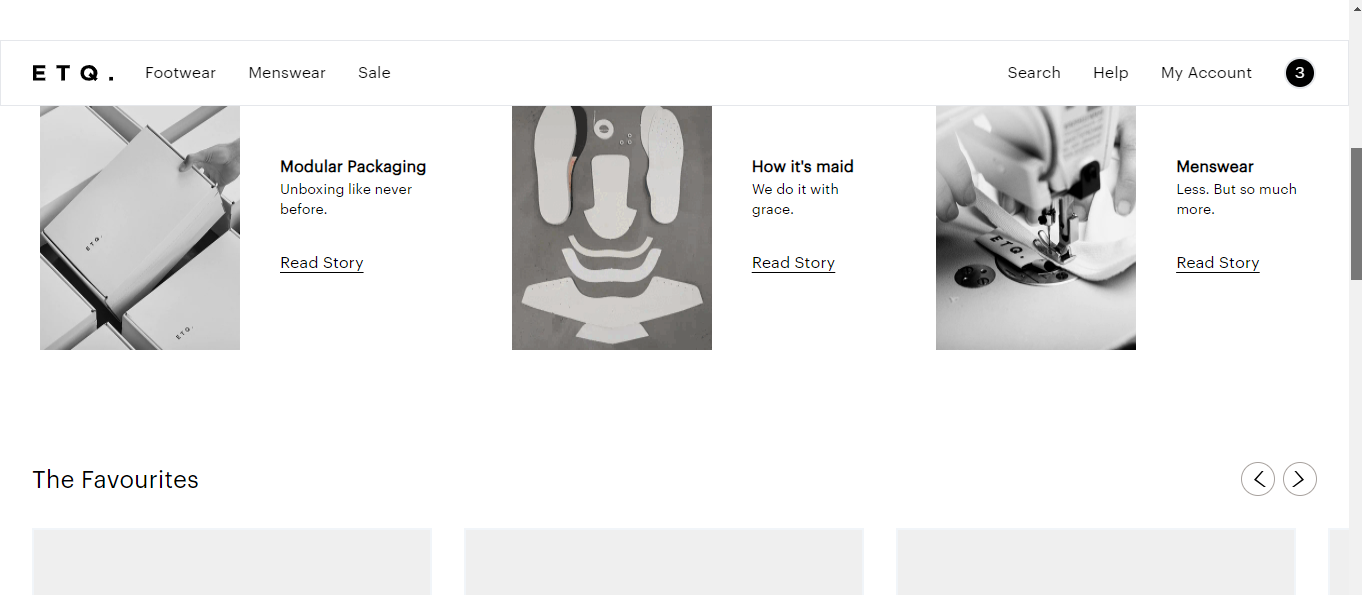 ETQ.
Footwear
Menswear
Sale
Search
Help
My Account
3
ETQ.
ETQ.
Modular Packaging
Unboxing like never
before.
Read Story
How it's maid
We do it with
grace.
Read Story
ETQ.
Menswear
Less. But so much
more.
Read Story
The Favourites